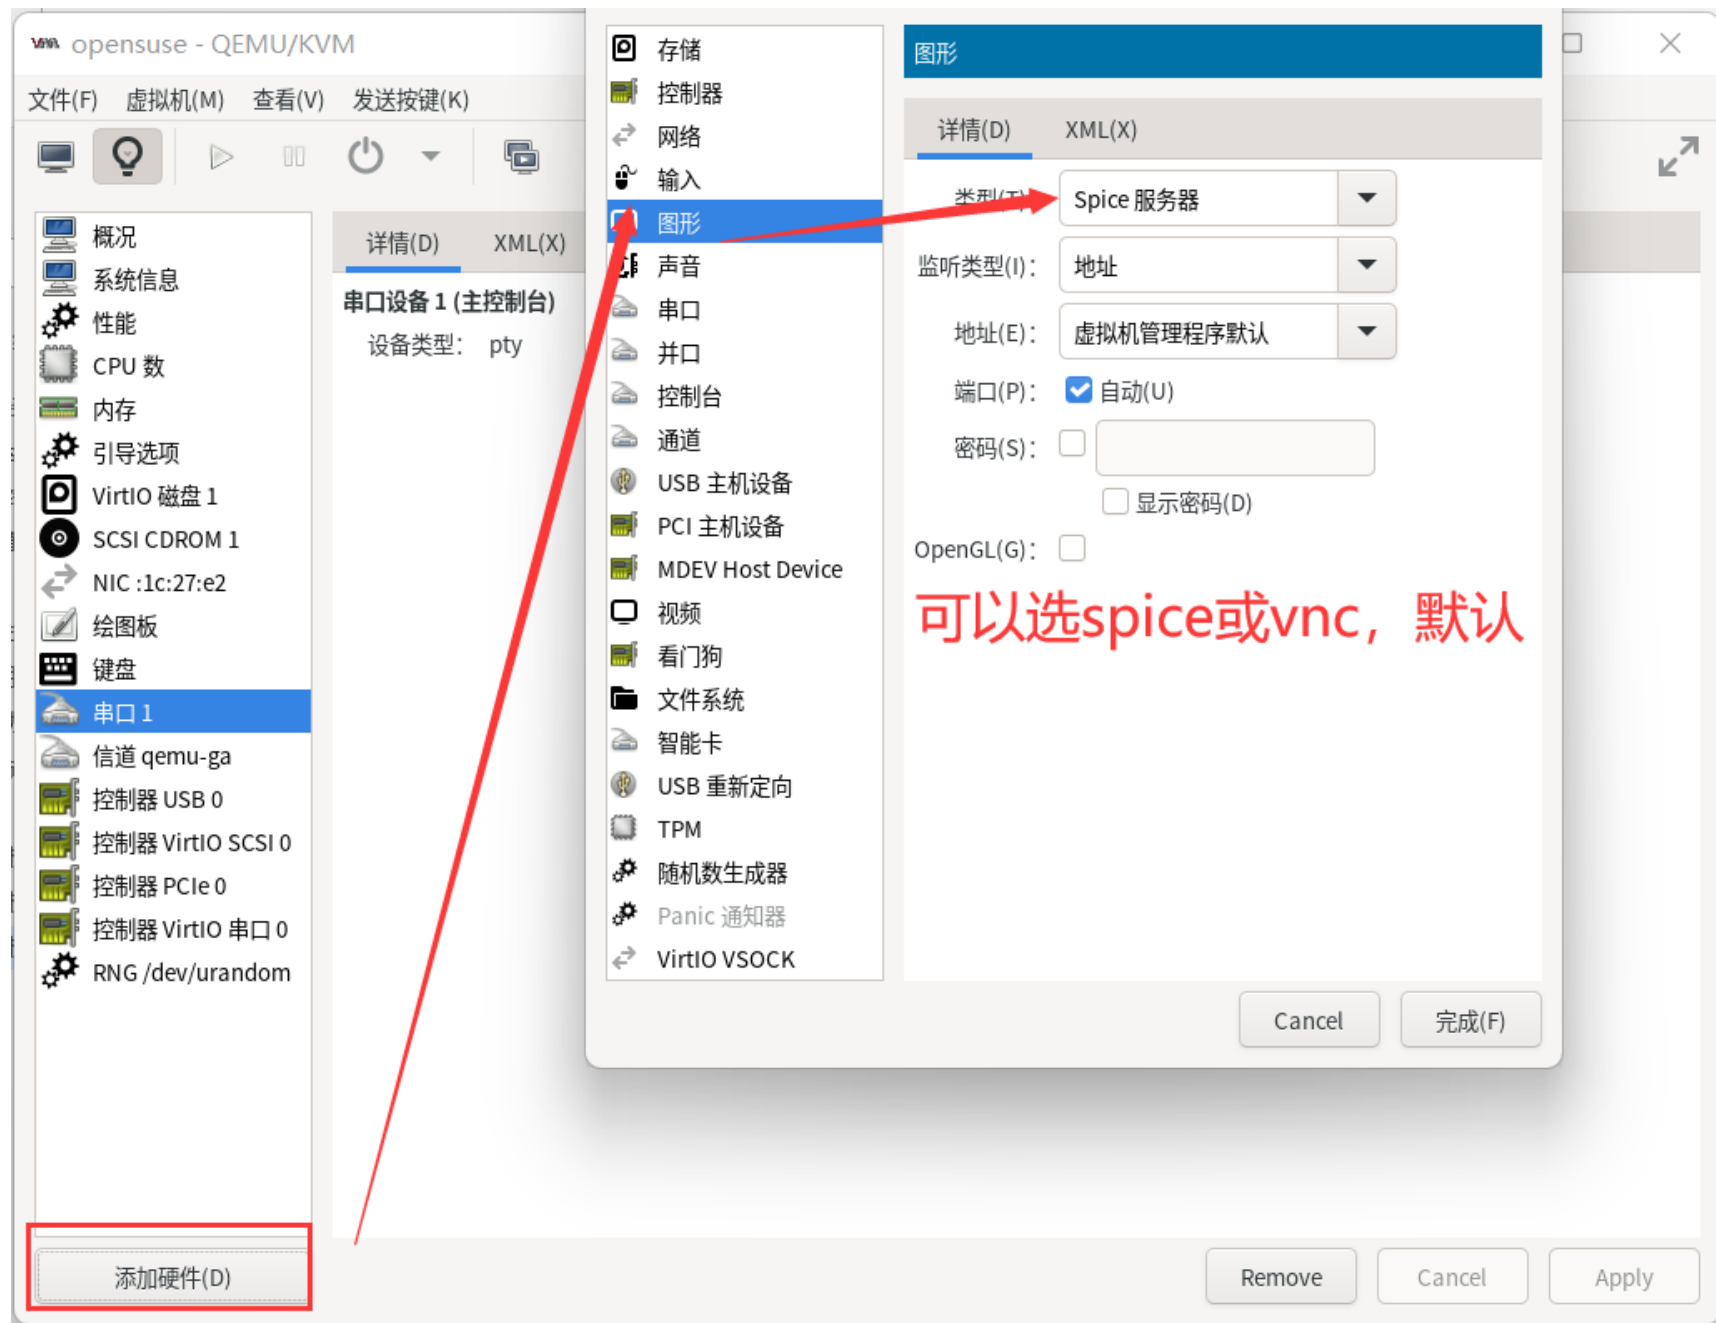 opensuse - QEMU/KVM
文件(F) 虚拟机(M) 查看(V) 发送按键(K)
概况
系统信息
性能
CPU 数
内存
引导选项
VirtIO 磁盘 1
SCSI CDROM 1
NIC :1c:27:e2
绘图板
键盘
串口 1
信道 qemu-ga
控制器 USB 0
控制器 VirtIO SCSI 0
控制器 PCIe 0
控制器 VirtIO 串口 0
RNG /dev/urandom
添加硬件(D)
详情(D) XML(X)
串口设备 1 (主控制台)
设备类型: pty
存储
控制器
网络
输入
图形
声音
串口
并口
控制台
通道
USB 主机设备
PCI 主机设备
MDEV Host Device
视频
看门狗
文件系统
智能卡
USB 重新定向
TPM
随机数生成器
Panic 通知器
VirtIO VSOCK
图形
详情(D) XML(X)
类型(T) Spice 服务器
监听类型(I): 地址
地址(E): 虚拟机管理程序默认
端口(P): 自动(U)
密码(S):
显示密码(D)
OpenGL(G):
可以选spice或vnc，默认
Cancel 完成(F)
Remove Cancel Apply